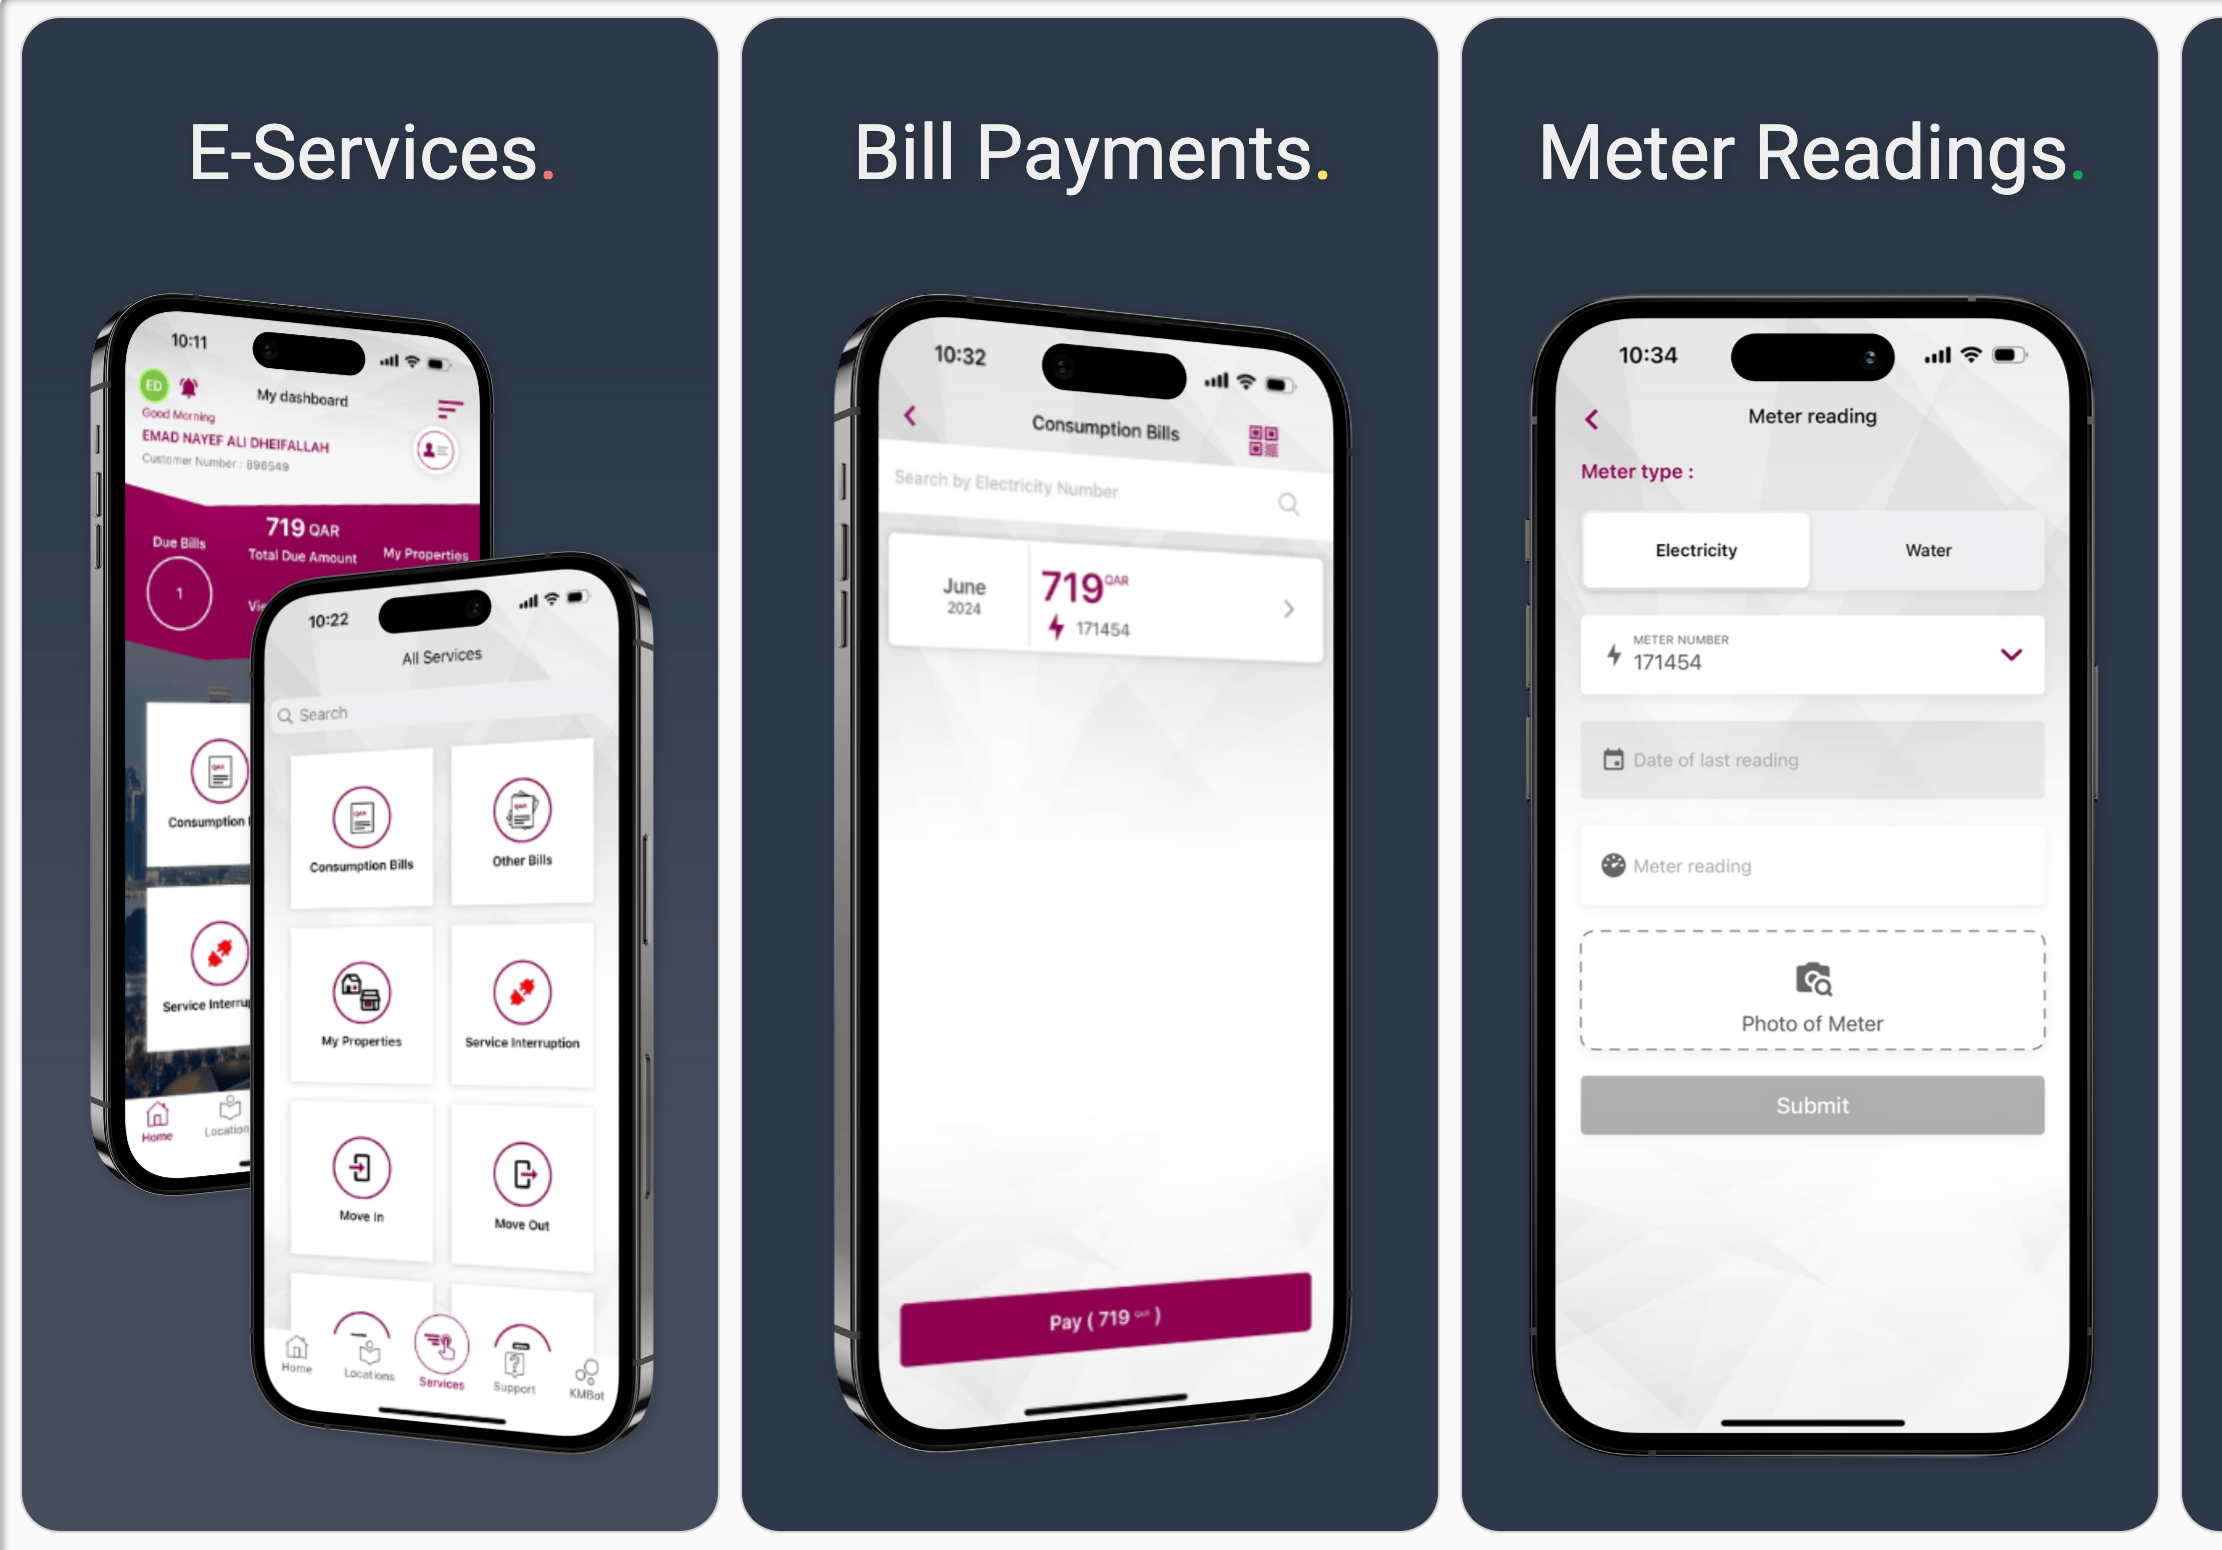 E-Services.
10:11
ED
My dashboard
Good Morning
EMAD NAYEF ALI DHEIFALLAH
Customer Number : 896549
719 QAR
Due Bills
Total Due Amount
My Properties
1
Consumption
Service Interru
Home
Location
10:22
All Services
Search
Consumption Bills
Other Bills
My Properties
Service Interruption
Move In
Move Out
Home
Locations
Services
Support
KMBot
Bill Payments.
10:32
Consumption Bills
Search by Electricity Number
June
2024
719 QAR
171454
Pay ( 719 QAR )
Meter Readings.
10:34
Meter reading
Meter type :
Electricity
Water
METER NUMBER
171454
Date of last reading
Meter reading
Photo of Meter
Submit